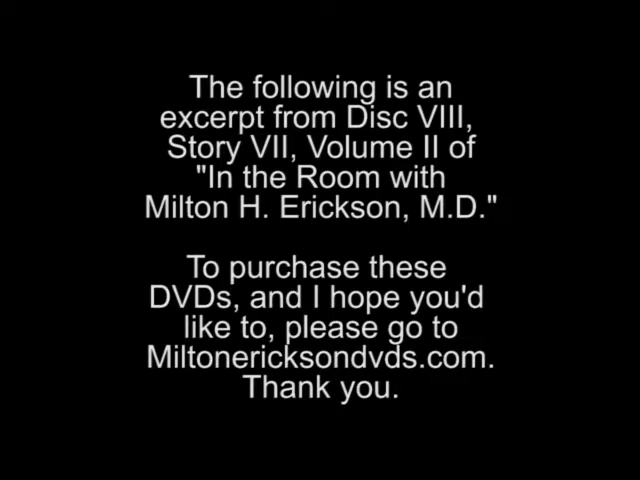 The following is an
excerpt from Disc VIII,
Story VII, Volume II of
"In the Room with
Milton H. Erickson, M.D."
To purchase these
DVDs, and I hope you'd
like to, please go to
Miltonericksondvds.com.
Thank you.